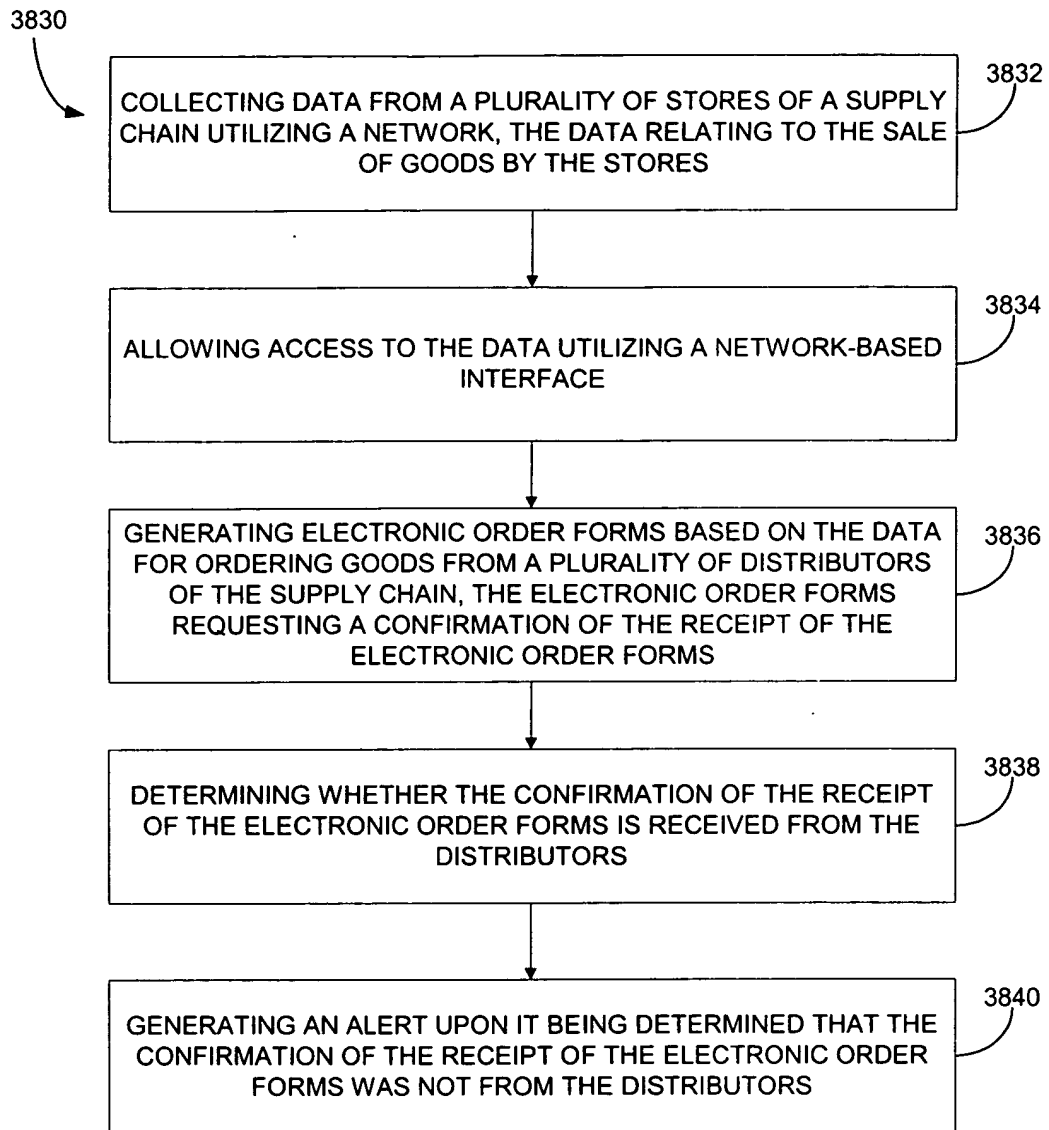 3830
3832
COLLECTING DATA FROM A PLURALITY OF STORES OF A SUPPLY
CHAIN UTILIZING A NETWORK, THE DATA RELATING TO THE SALE
OF GOODS BY THE STORES
3834
ALLOWING ACCESS TO THE DATA UTILIZING A NETWORK-BASED
INTERFACE
3836
GENERATING ELECTRONIC ORDER FORMS BASED ON THE DATA
FOR ORDERING GOODS FROM A PLURALITY OF DISTRIBUTORS
OF THE SUPPLY CHAIN, THE ELECTRONIC ORDER FORMS
REQUESTING A CONFIRMATION OF THE RECEIPT OF THE
ELECTRONIC ORDER FORMS
3838
DETERMINING WHETHER THE CONFIRMATION OF THE RECEIPT
OF THE ELECTRONIC ORDER FORMS IS RECEIVED FROM THE
DISTRIBUTORS
3840
GENERATING AN ALERT UPON IT BEING DETERMINED THAT THE
CONFIRMATION OF THE RECEIPT OF THE ELECTRONIC ORDER
FORMS WAS NOT FROM THE DISTRIBUTORS